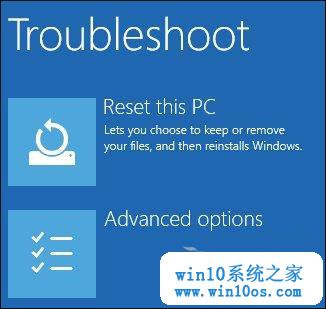 Troubleshoot
Reset this PC
Lets you choose to keep or remove
your files, and then reinstalls Windows.
Advanced options
win10系统之家
www.win10os.com